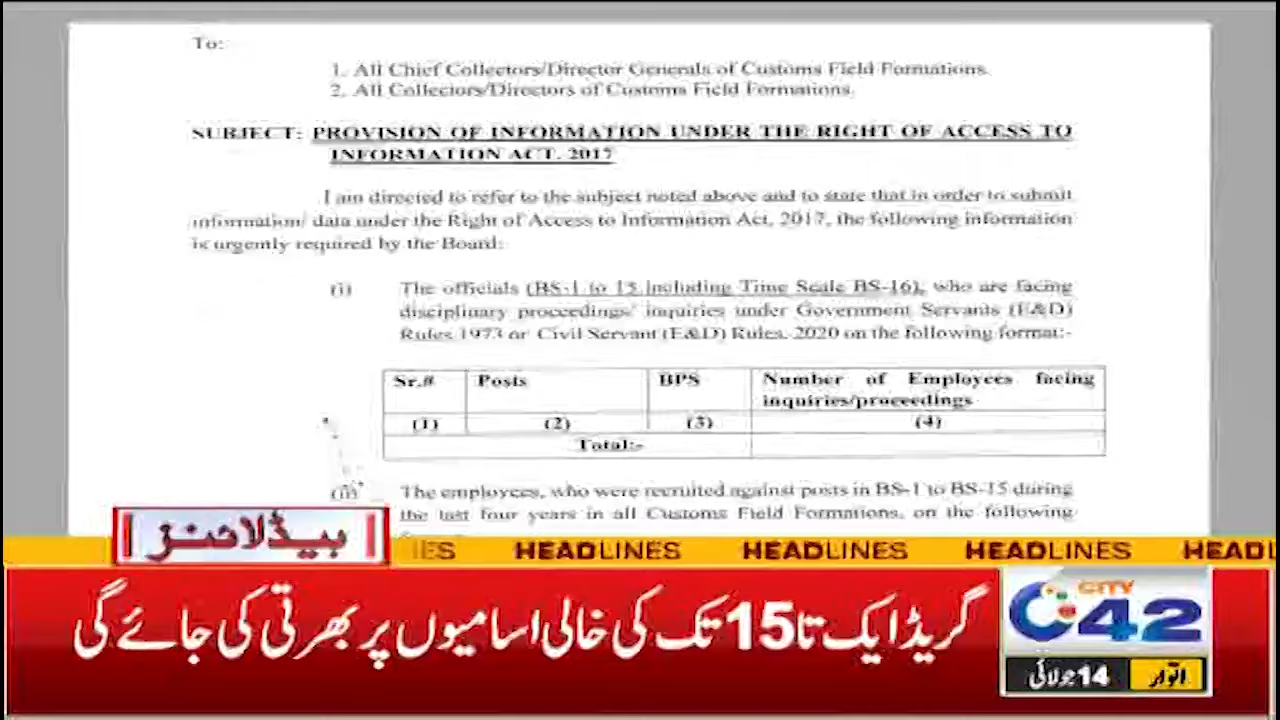 To:
1. All Chief Collectors/Director Generals of Customs Field Formations.
2. All Collectors/Directors of Customs Field Formations.
SUBJECT: PROVISION OF INFORMATION UNDER THE RIGHT OF ACCESS TO
INFORMATION ACT, 2017
I am directed to refer to the subject noted above and to state that in order to submit
information/ data under the Right of Access to Information Act, 2017, the following information
is urgently required by the Board:
(i) The officials (BS-1 to 15 including Time Scale BS-16), who are facing
disciplinary proceedings/ inquiries under Government Servants (E&D)
Rules 1973 or Civil Servant (E&D) Rules, 2020 on the following format:-
Sr.# Posts BPS Number of Employees facing
inquiries/proceedings
(1) (2) (3) (4)
Total:-
(ii) The employees, who were recruited against posts in BS-1 to BS-15 during
the last four years in all Customs Field Formations, on the following
ہیڈلائنز
IES HEADLINES HEADLINES HEADLINES HEADL
گریڈ ایک تا 15 تک کی خالی اسامیوں پر بھرتی کی جائے گی
CITY
42
اتوار 14 جولائی